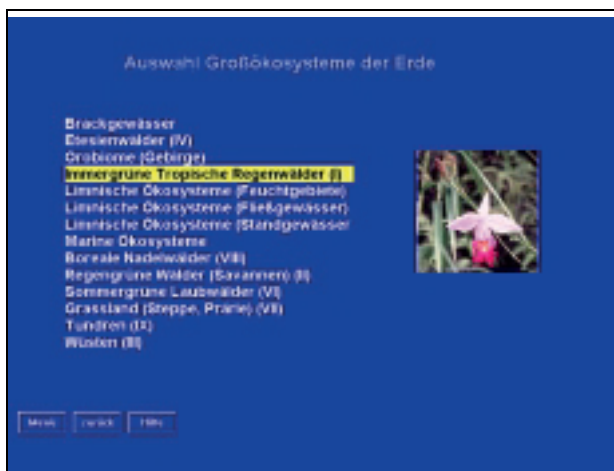 Auswahl Großökosysteme der Erde
Brackgewässer
Etesienwälder (IV)
Orobiome (Gebirge)
Immergrüne Tropische Regenwälder (I)
Limnische Ökosysteme (Feuchtgebiete)
Limnische Ökosysteme (Fließgewässer)
Limnische Ökosysteme (Standgewässer
Marine Ökosysteme
Boreale Nadelwälder (VIII)
Regengrüne Wälder (Savannen) (II)
Sommergrüne Laubwälder (VI)
Grassland (Steppe, Prärie) (VII)
Tundren (IX)
Wüsten (III)
Menü zurück Hilfe